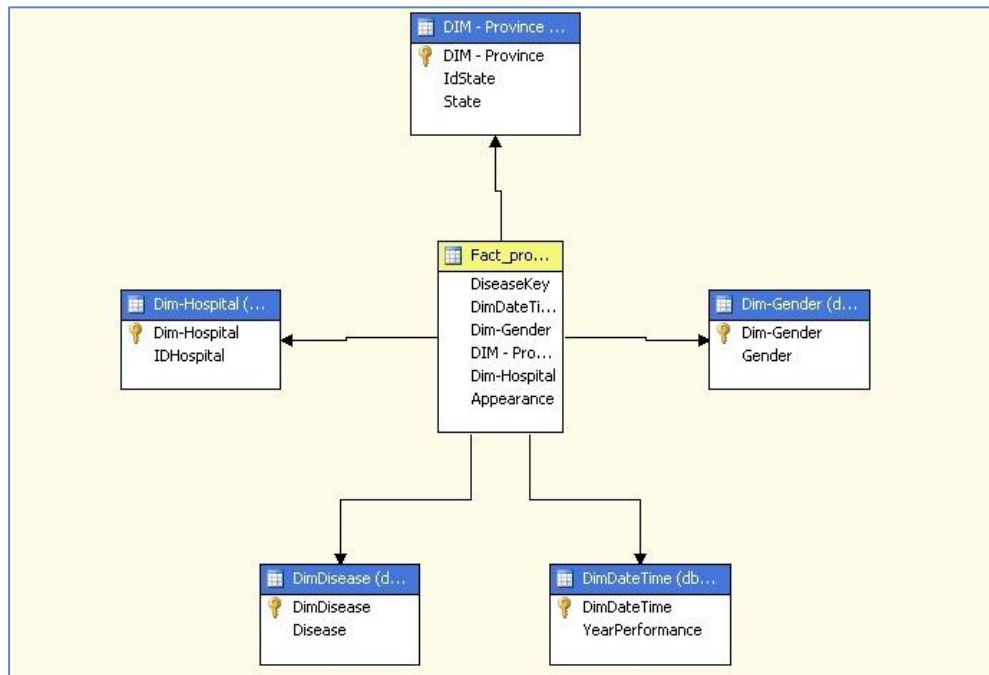 DIM - Province ...
DIM - Province
IdState
State
Fact_pro...
DiseaseKey
DimDateTi...
Dim-Gender
DIM - Pro...
Dim-Hospital
Appearance
Dim-Hospital (...
Dim-Hospital
IDHospital
Dim-Gender (d...
Dim-Gender
Gender
DimDisease (d...
DimDisease
Disease
DimDateTime (db...
DimDateTime
YearPerformance